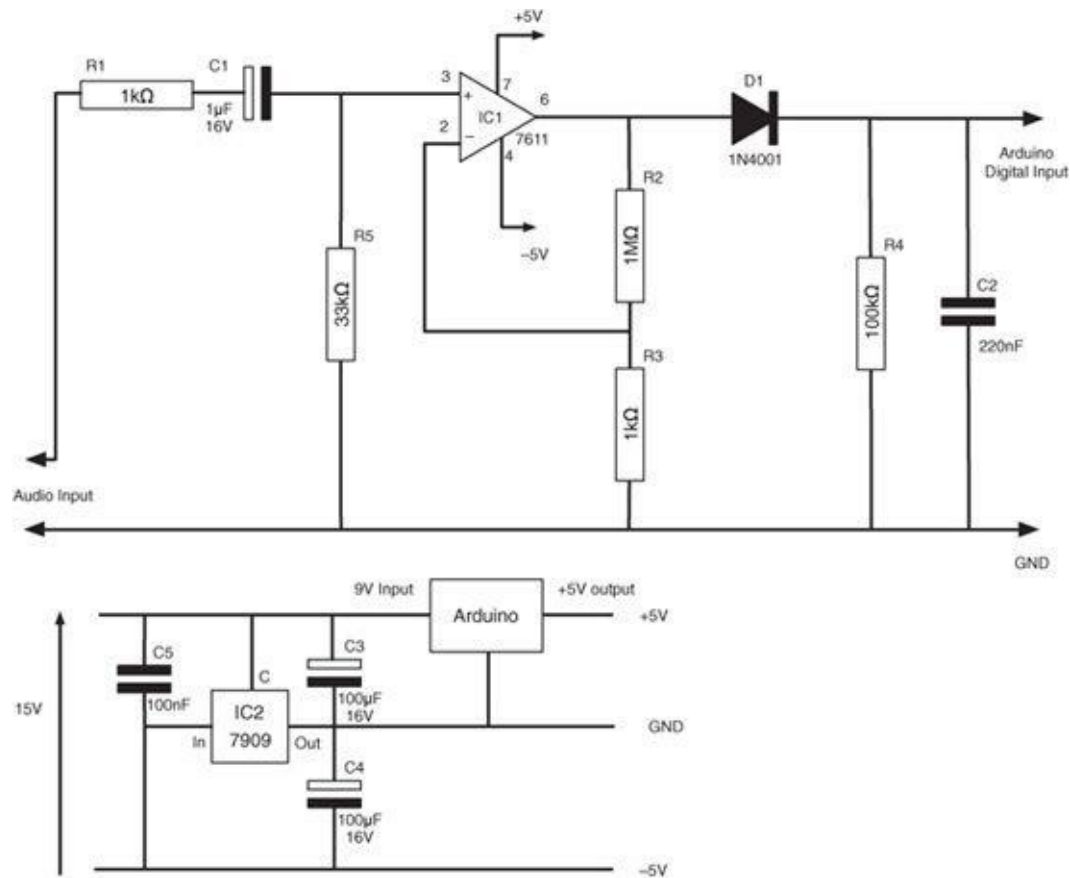 +5V
R1
C1
1kΩ
1µF
16V
3
7
+
IC1
6
7611
2
−
4
−5V
D1
1N4001
Arduino
Digital Input
R2
1MΩ
R5
33kΩ
R4
100kΩ
C2
220nF
R3
1kΩ
Audio Input
GND
9V Input
Arduino
+5V output
+5V
C5
100nF
C
C3
100µF
16V
15V
IC2
7909
In
Out
GND
C4
100µF
16V
−5V